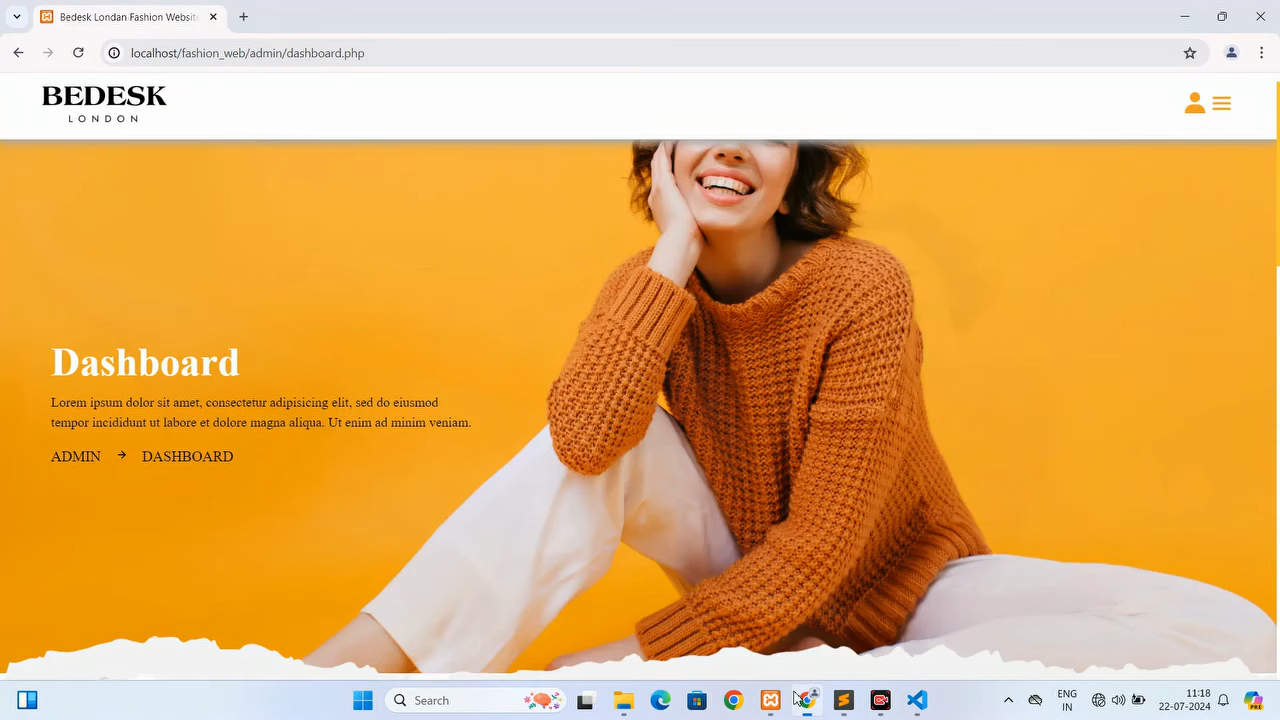 Bedesk Londan Fashion Website
localhost/fashion_web/admin/dashboard.php
BEDESK
LONDON
Dashboard
Lorem ipsum dolor sit amet, consectetur adipisicing elit, sed do eiusmod
tempor incididunt ut labore et dolore magna aliqua. Ut enim ad minim veniam.
ADMIN → DASHBOARD
Search
ENG
IN
11:18
22-07-2024
PRE